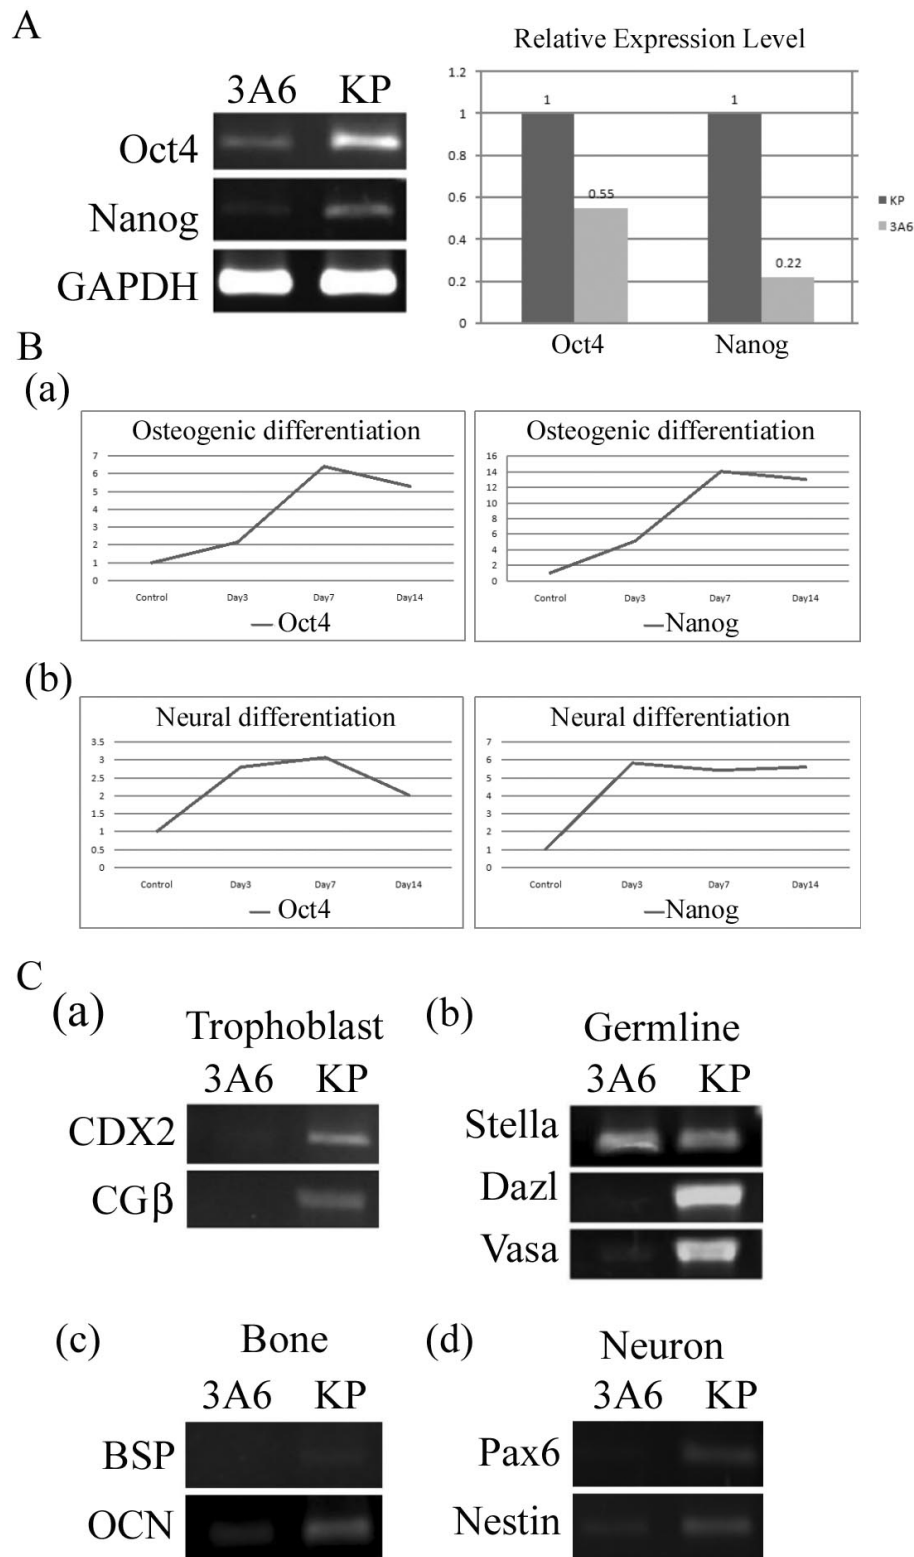 A
Relative Expression Level
3A6 KP
Oct4
Nanog
GAPDH
1.2
1
0.8
0.6
0.4
0.2
0
1
0.55
1
0.22
KP
3A6
Oct4 Nanog
B
(a)
Osteogenic differentiation
7
6
5
4
3
2
1
0
Control Day3 Day7 Day14
Oct4
Osteogenic differentiation
16
14
12
10
8
6
4
2
0
Control Day3 Day7 Day14
Nanog
(b)
Neural differentiation
3.5
3
2.5
2
1.5
1
0.5
0
Control Day3 Day7 Day14
Oct4
Neural differentiation
7
6
5
4
3
2
1
0
Control Day3 Day7 Day14
Nanog
C
(a)
Trophoblast
3A6 KP
CDX2
CGβ
(b)
Germline
3A6 KP
Stella
Dazl
Vasa
(c)
Bone
3A6 KP
BSP
OCN
(d)
Neuron
3A6 KP
Pax6
Nestin